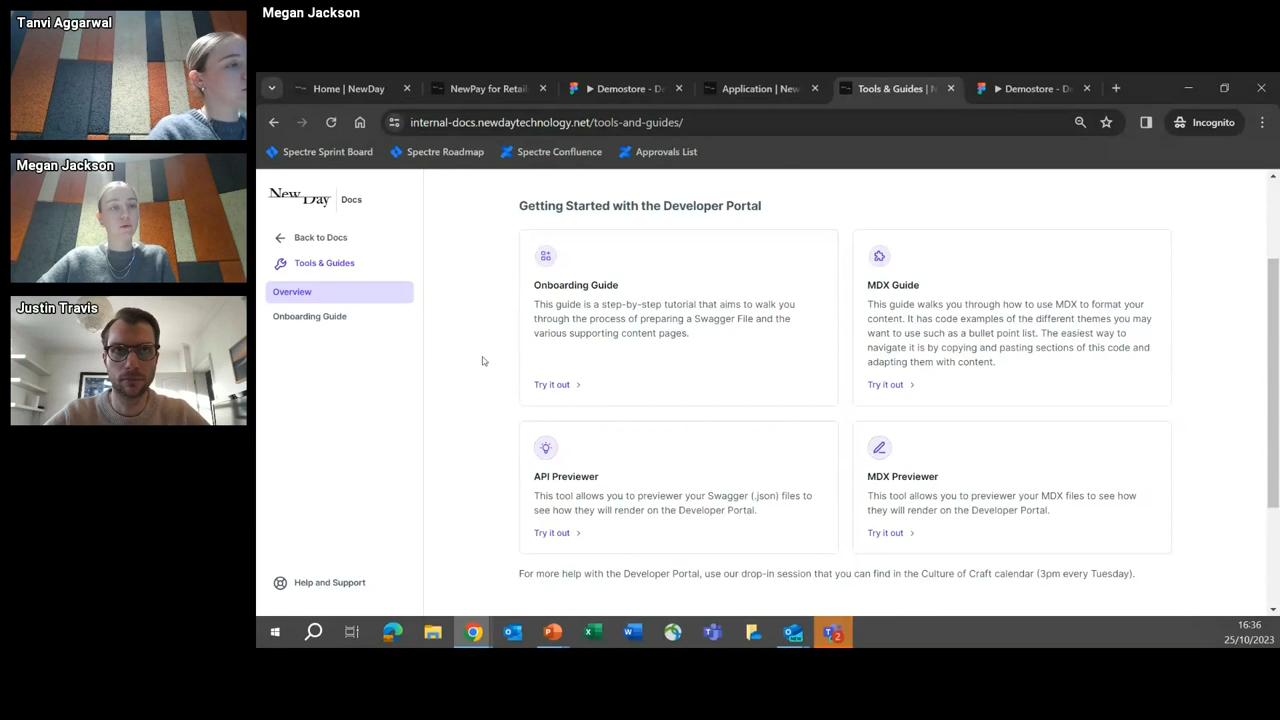 Tanvi Aggarwal
Megan Jackson
Justin Travis
Megan Jackson
Home | NewDay
NewPay for Retail
▶ Demostore - De
Application | New
Tools & Guides | N
▶ Demostore - De
internal-docs.newdaytechnology.net/tools-and-guides/
Incognito
Spectre Sprint Board
Spectre Roadmap
Spectre Confluence
Approvals List
NewDay
Docs
Back to Docs
Tools & Guides
Overview
Onboarding Guide
Help and Support
Getting Started with the Developer Portal
Onboarding Guide
This guide is a step-by-step tutorial that aims to walk you
through the process of preparing a Swagger File and the
various supporting content pages.
Try it out
MDX Guide
This guide walks you through how to use MDX to format your
content. It has code examples of the different themes you may
want to use such as a bullet point list. The easiest way to
navigate it is by copying and pasting sections of this code and
adapting them with content.
Try it out
API Previewer
This tool allows you to previewer your Swagger (.json) files to
see how they will render on the Developer Portal.
Try it out
MDX Previewer
This tool allows you to previewer your MDX files to see how
they will render on the Developer Portal.
Try it out
For more help with the Developer Portal, use our drop-in session that you can find in the Culture of Craft calendar (3pm every Tuesday).
2
16:36
25/10/2023